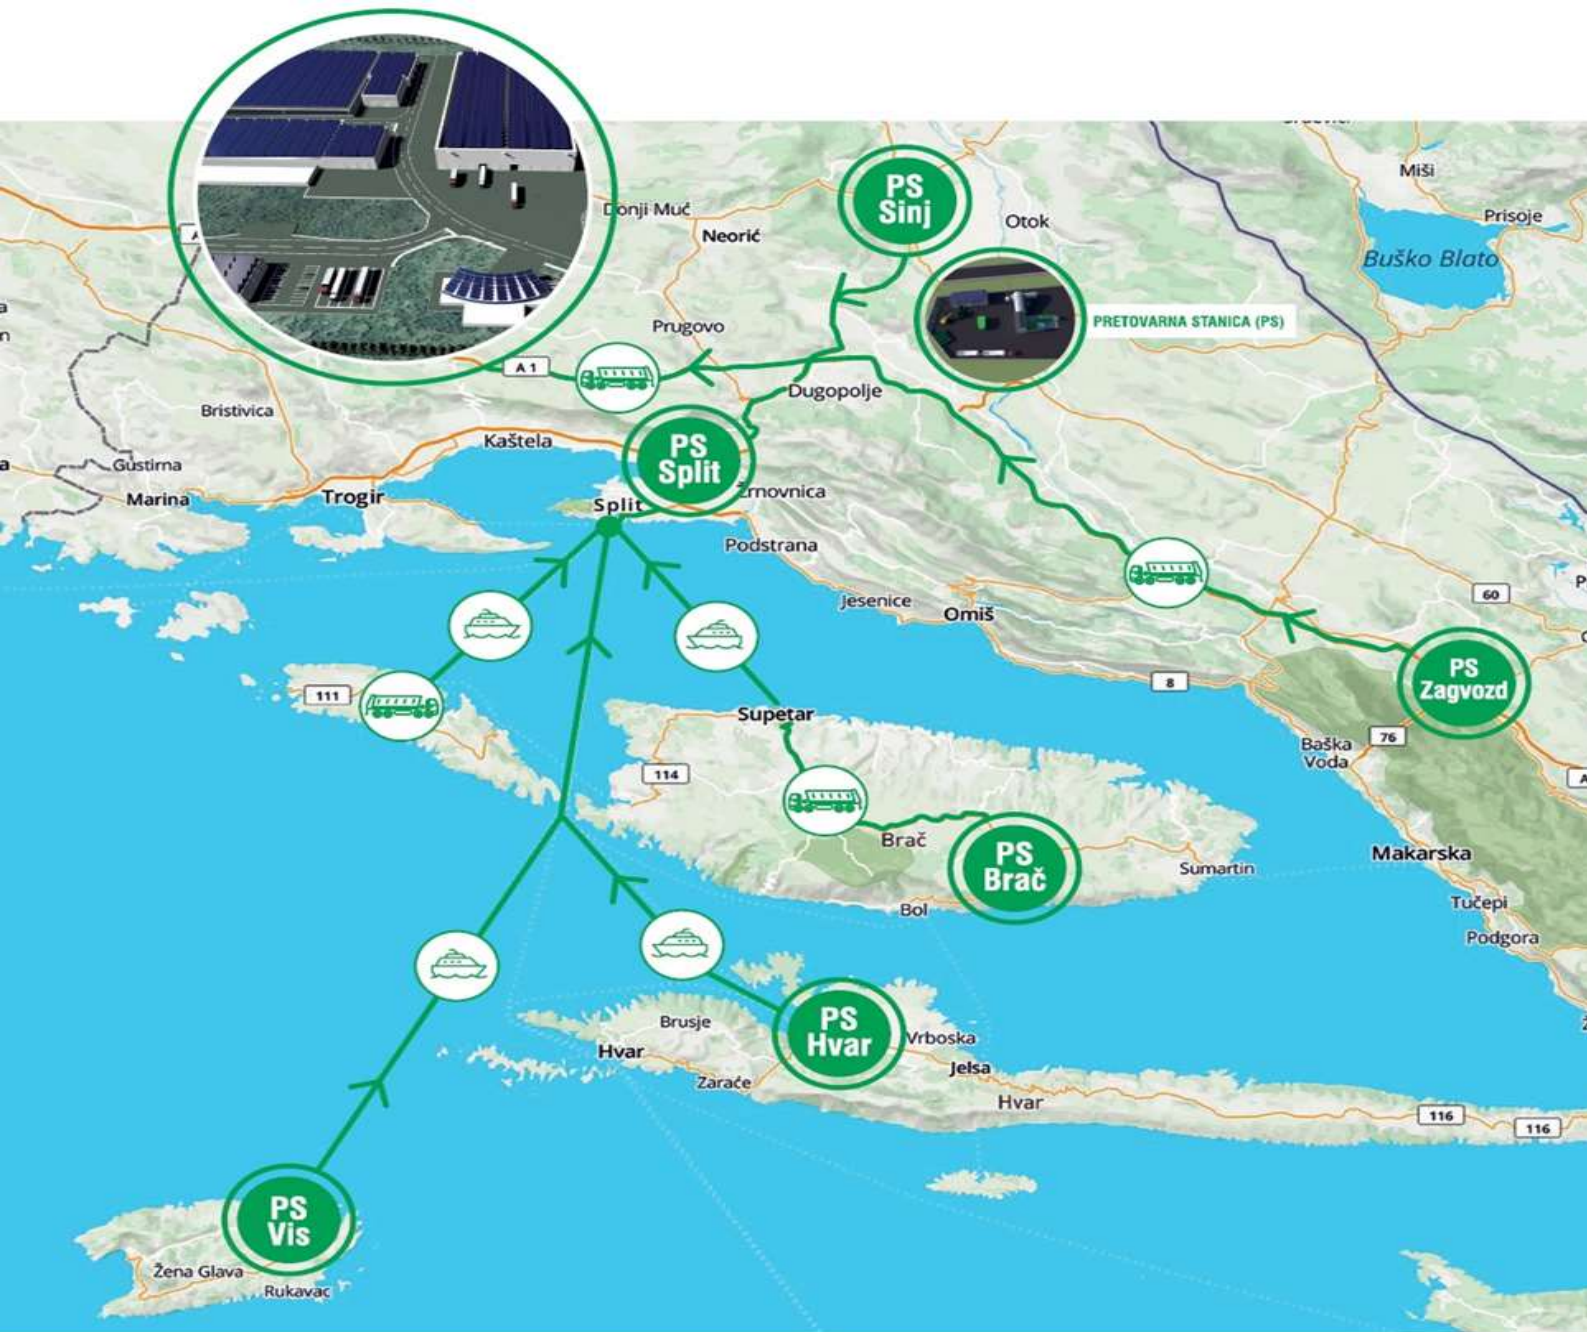 Miši
PS
Sinj
Prisoje
Donji Muć
Otok
Neorić
Buško Blato
PRETOVARNA STANICA (PS)
Prugovo
A 1
Dugopolje
Bristivica
Kaštela
PS
Split
Gustirna
Marina
Trogir
Žrnovnica
Split
Podstrana
Jesenice
Omiš
60
PS
Zagvozd
8
111
Supetar
76
Baška
Voda
114
Brač
PS
Brač
Makarska
Sumartin
Bol
Tučepi
Podgora
Brusje
PS
Hvar
Vrboska
Hvar
Jelsa
Zaraće
Hvar
116
116
PS
Vis
Žena Glava
Rukavac